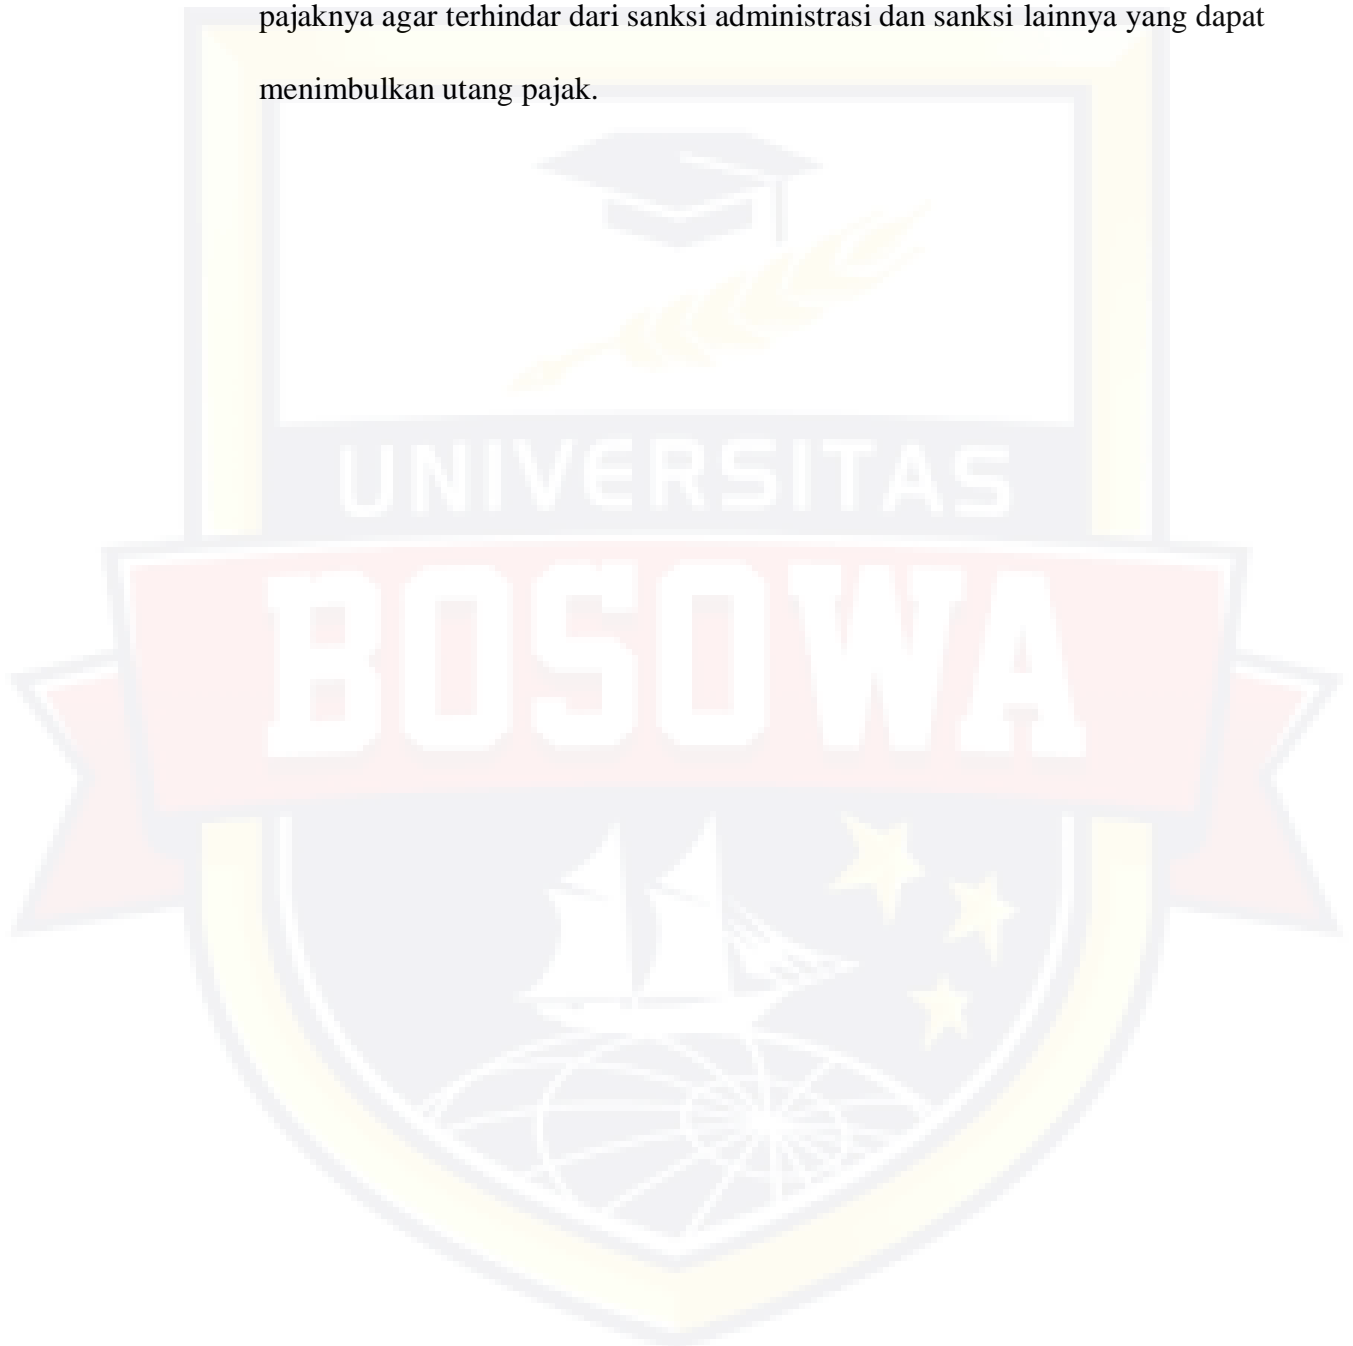 pajaknya agar terhindar dari sanksi administrasi dan sanksi lainnya yang dapat
menimbulkan utang pajak.
UNIVERSITAS
BOSOWA